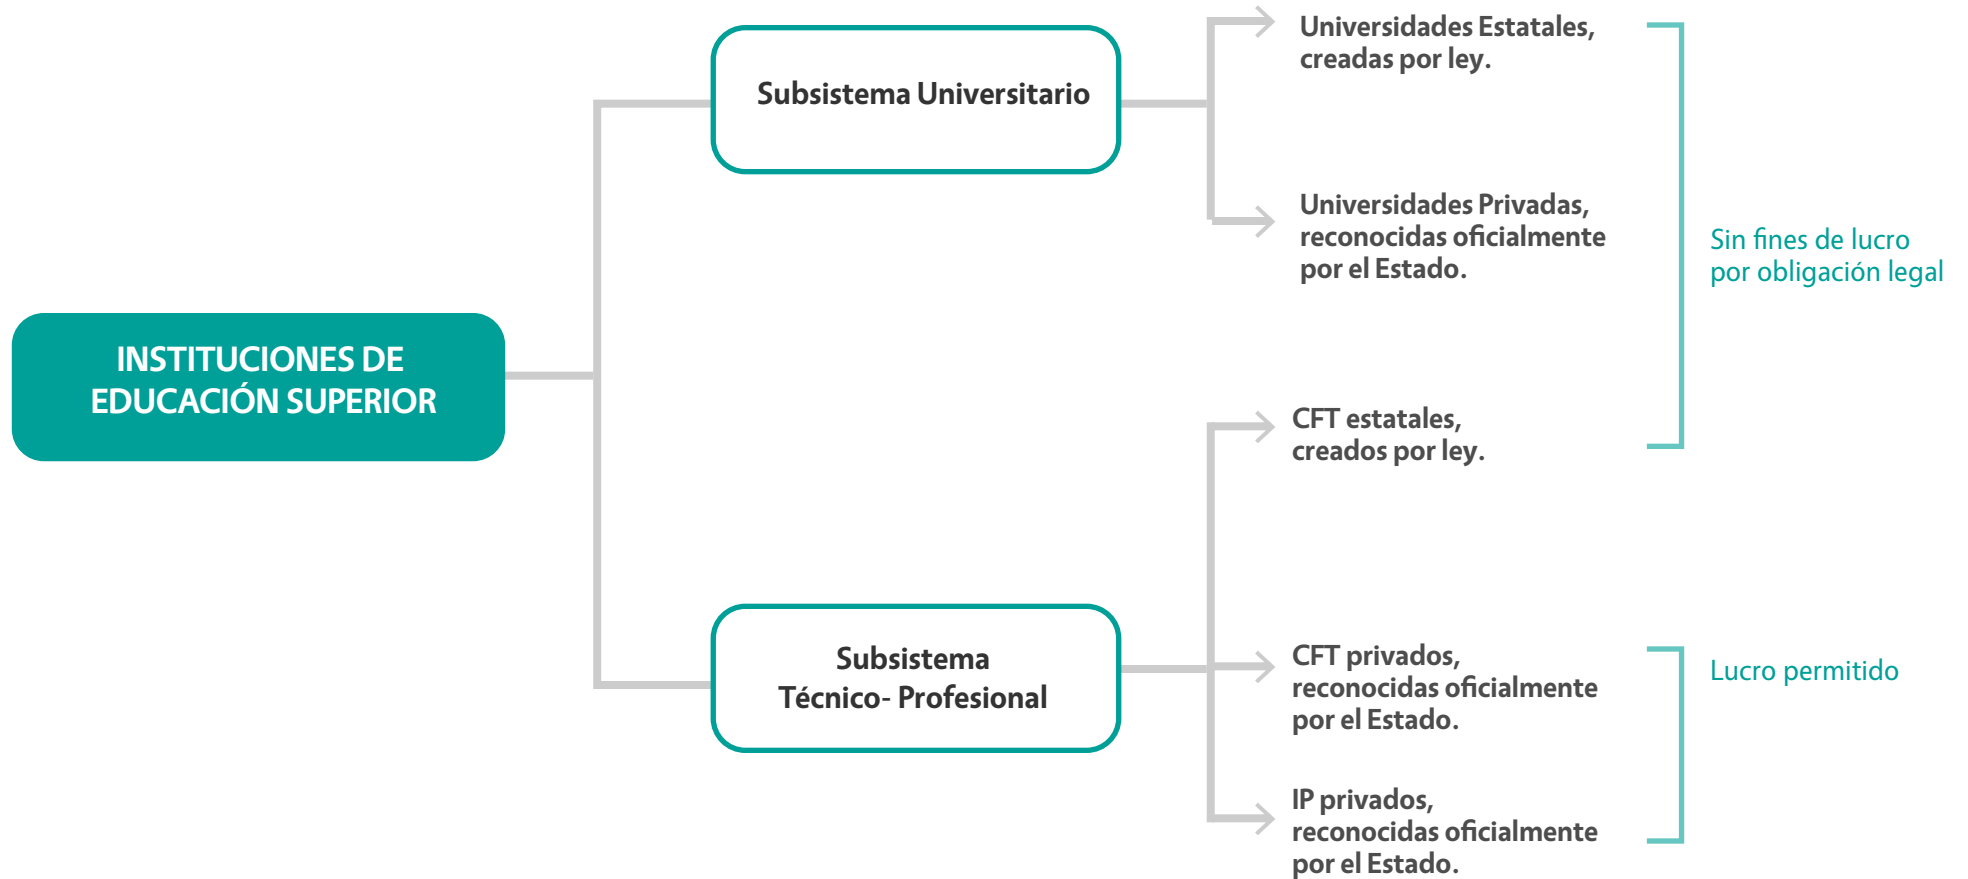 INSTITUCIONES DE
EDUCACIÓN SUPERIOR
Subsistema Universitario
Universidades Estatales,
creadas por ley.
Universidades Privadas,
reconocidas oficialmente
por el Estado.
Sin fines de lucro
por obligación legal
Subsistema
Técnico- Profesional
CFT estatales,
creados por ley.
CFT privados,
reconocidas oficialmente
por el Estado.
IP privados,
reconocidas oficialmente
por el Estado.
Lucro permitido